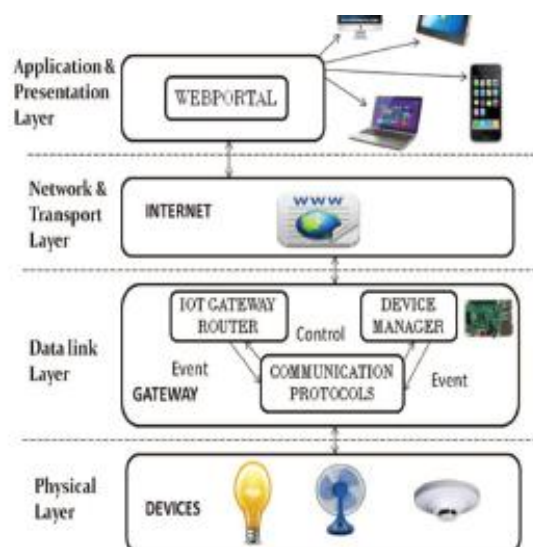 Application &
Presentation
Layer
WEBPORTAL
Network &
Transport
Layer
INTERNET
WWW
Data link
Layer
IOT GATEWAY
ROUTER
Control
DEVICE
MANAGER
Event
COMMUNICATION
PROTOCOLS
Event
GATEWAY
Physical
Layer
DEVICES